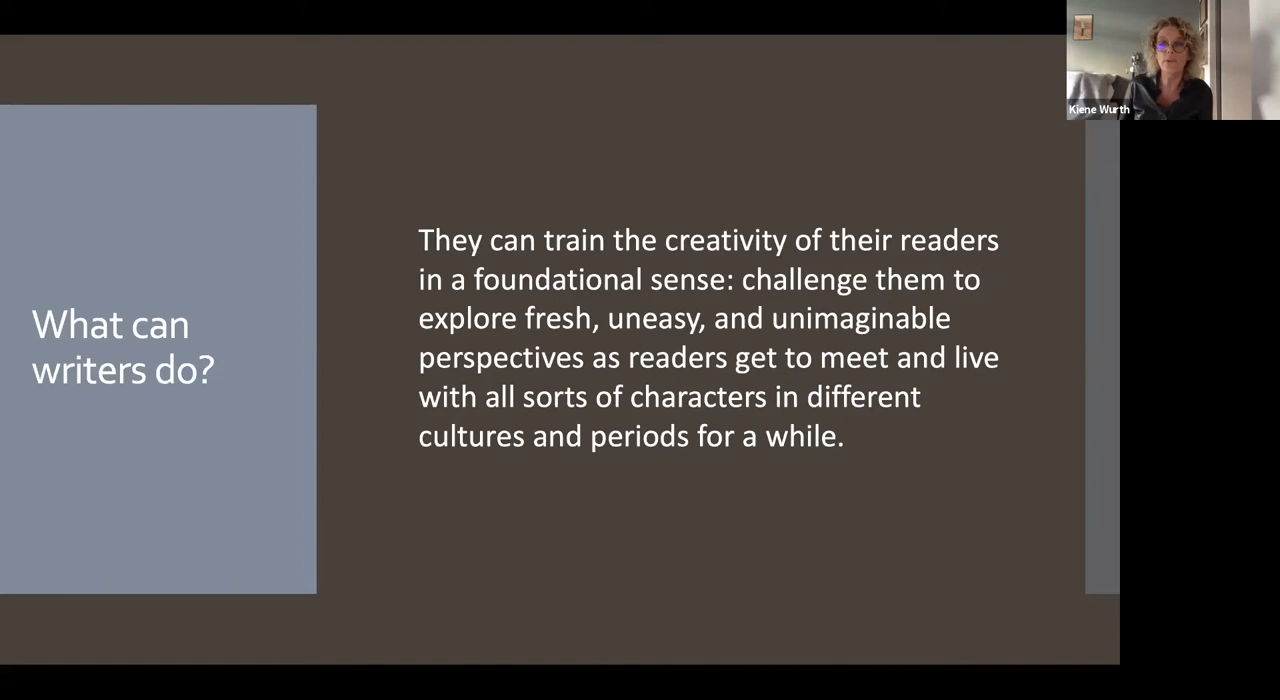 Kiene Wurth
What can
writers do?
They can train the creativity of their readers
in a foundational sense: challenge them to
explore fresh, uneasy, and unimaginable
perspectives as readers get to meet and live
with all sorts of characters in different
cultures and periods for a while.